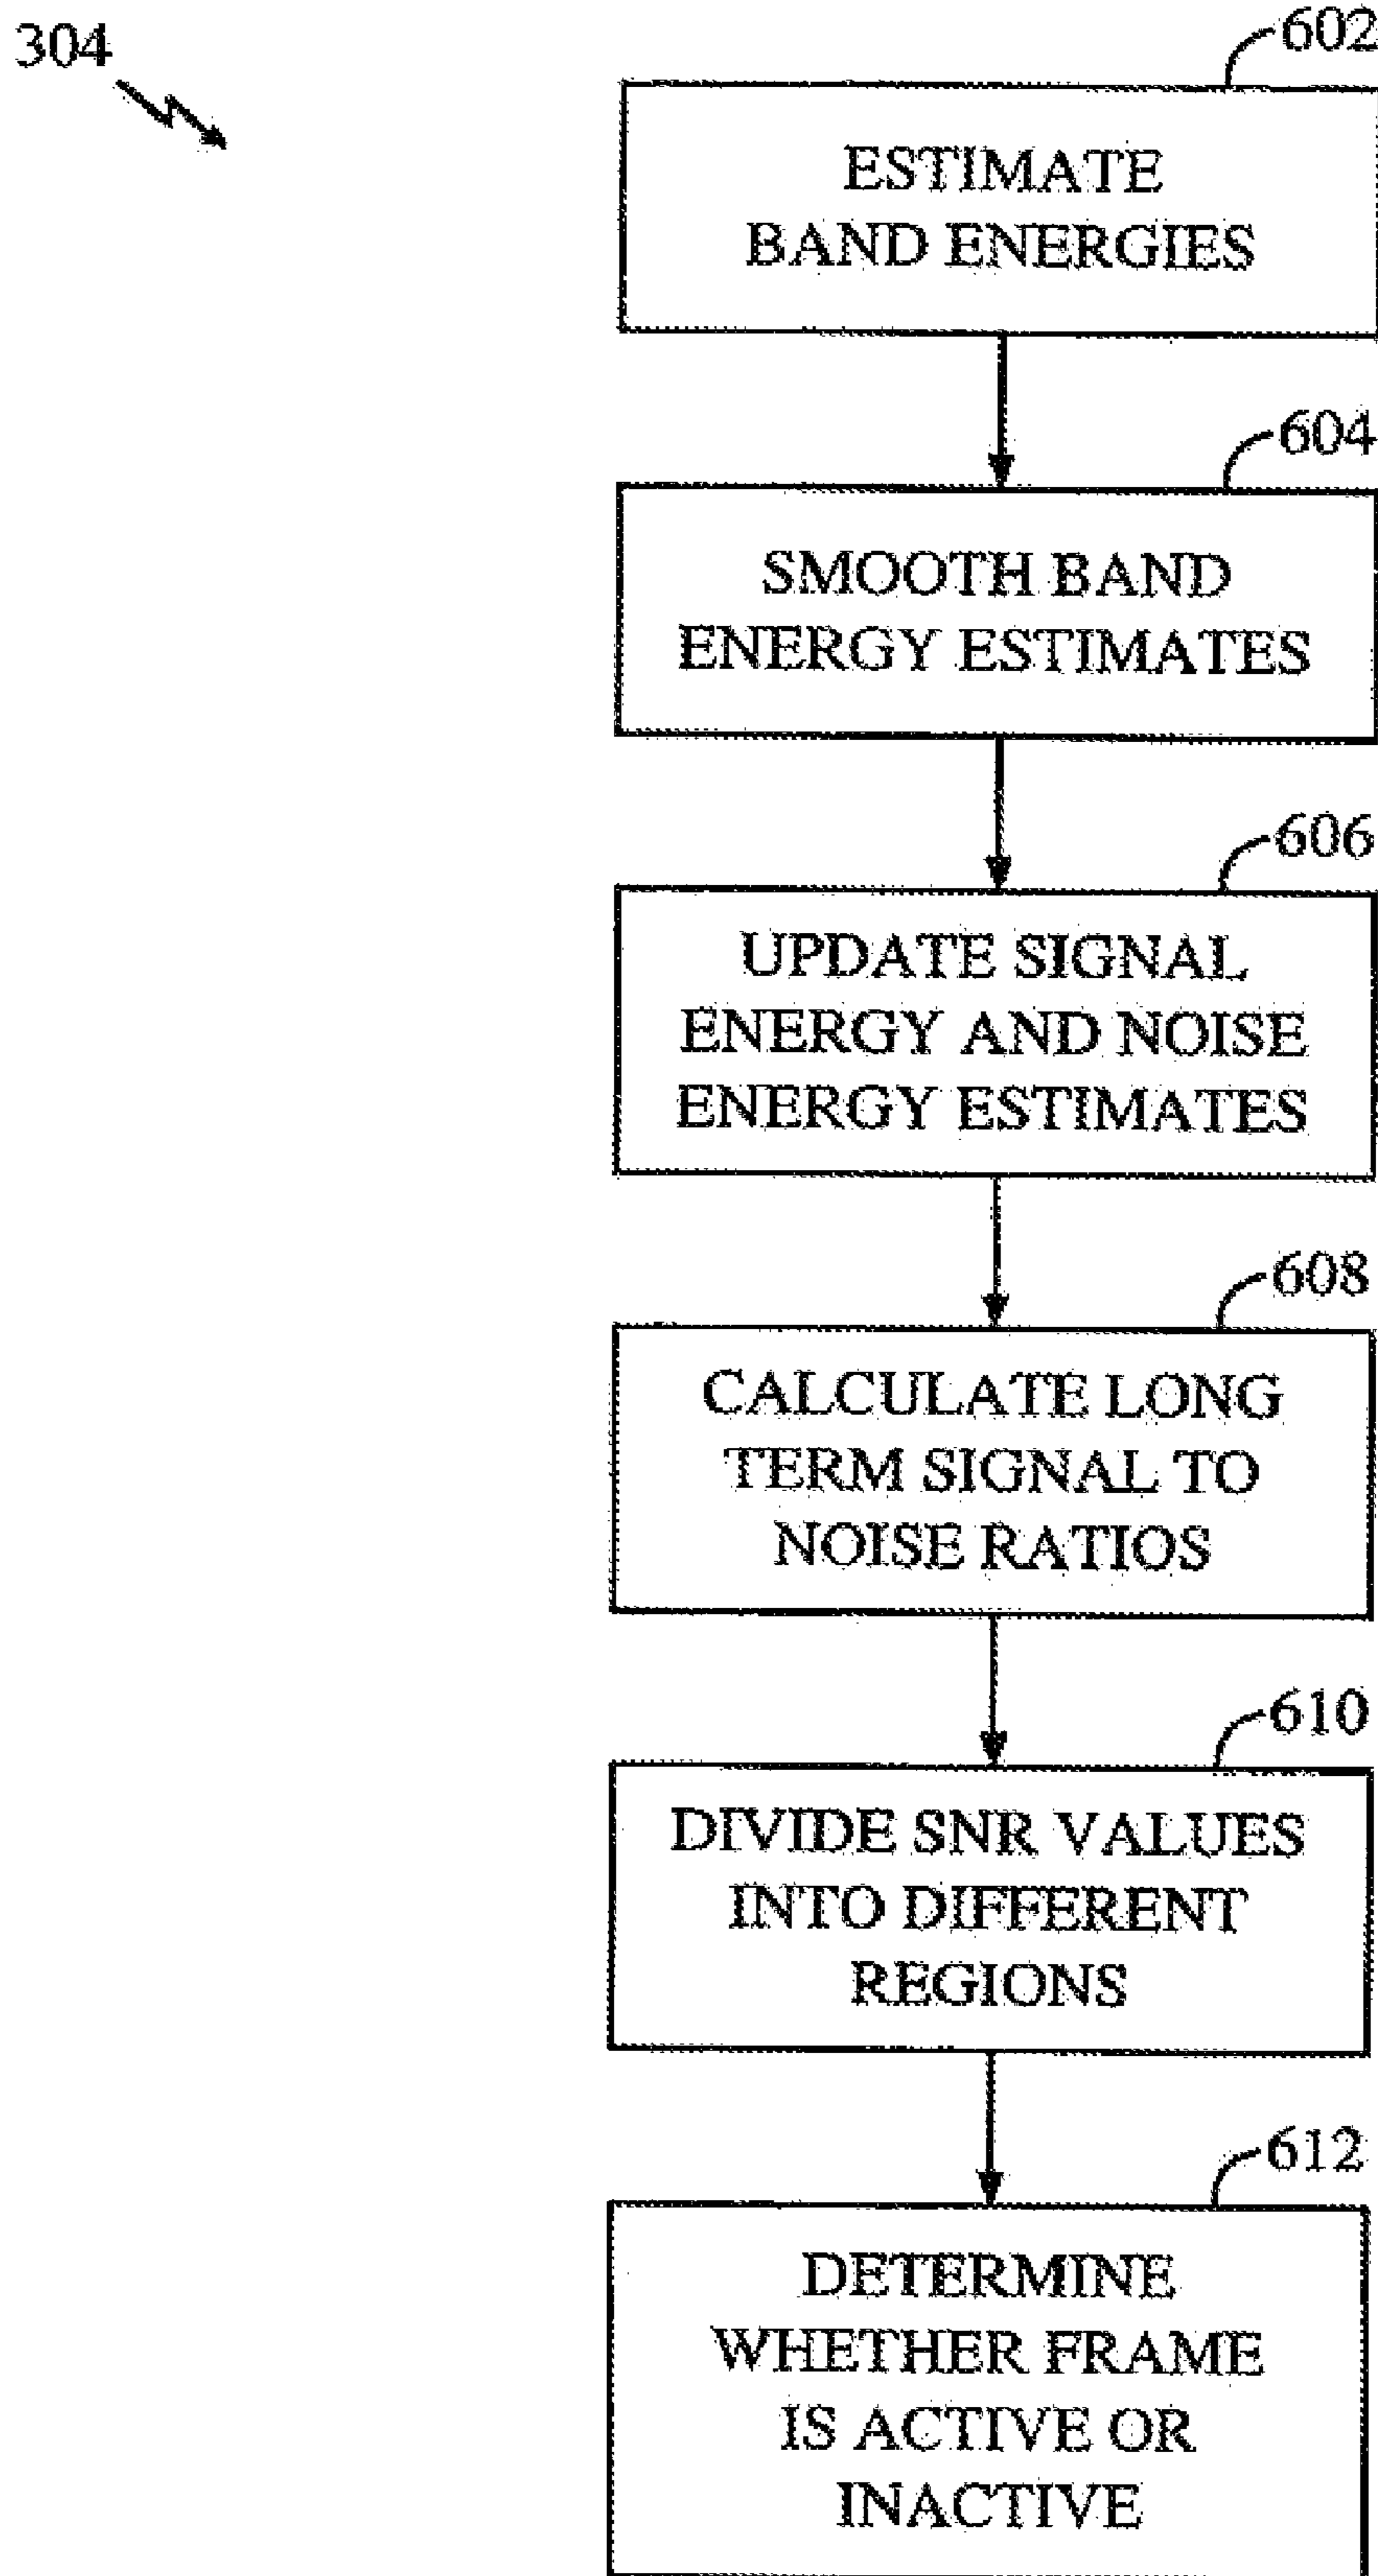 304
602
ESTIMATE
BAND ENERGIES
604
SMOOTH BAND
ENERGY ESTIMATES
606
UPDATE SIGNAL
ENERGY AND NOISE
ENERGY ESTIMATES
608
CALCULATE LONG
TERM SIGNAL TO
NOISE RATIOS
610
DIVIDE SNR VALUES
INTO DIFFERENT
REGIONS
612
DETERMINE
WHETHER FRAME
IS ACTIVE OR
INACTIVE